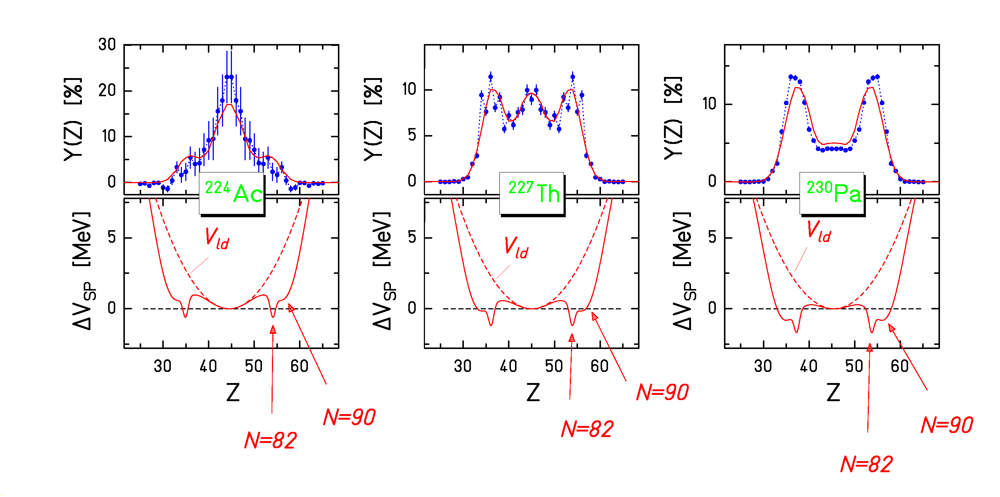 30
20
10
0
Y(Z) [%]
224Ac
5
0
ΔVSP [MeV]
Vld
30 40 50 60
Z
N=82
N=90
10
5
0
Y(Z) [%]
227Th
5
0
ΔVSP [MeV]
Vld
30 40 50 60
Z
N=82
N=90
10
0
Y(Z) [%]
230Pa
5
0
ΔVSP [MeV]
Vld
30 40 50 60
Z
N=82
N=90